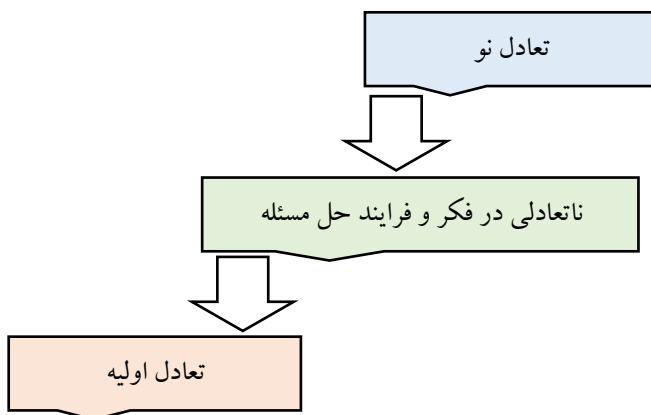 تعادل نو
ناتعادلی در فکر و فرایند حل مسئله
تعادل اولیه